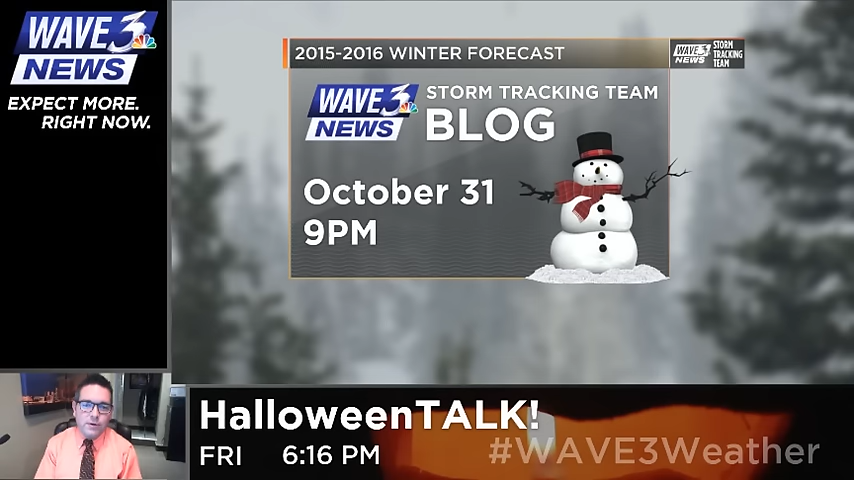 WAVE 3
NEWS
EXPECT MORE.
RIGHT NOW.
2015-2016 WINTER FORECAST
WAVE 3
NEWS
STORM
TRACKING
TEAM
WAVE 3
NEWS
STORM TRACKING TEAM
BLOG
October 31
9PM
HalloweenTALK!
FRI 6:16 PM
#WAVE3Weather